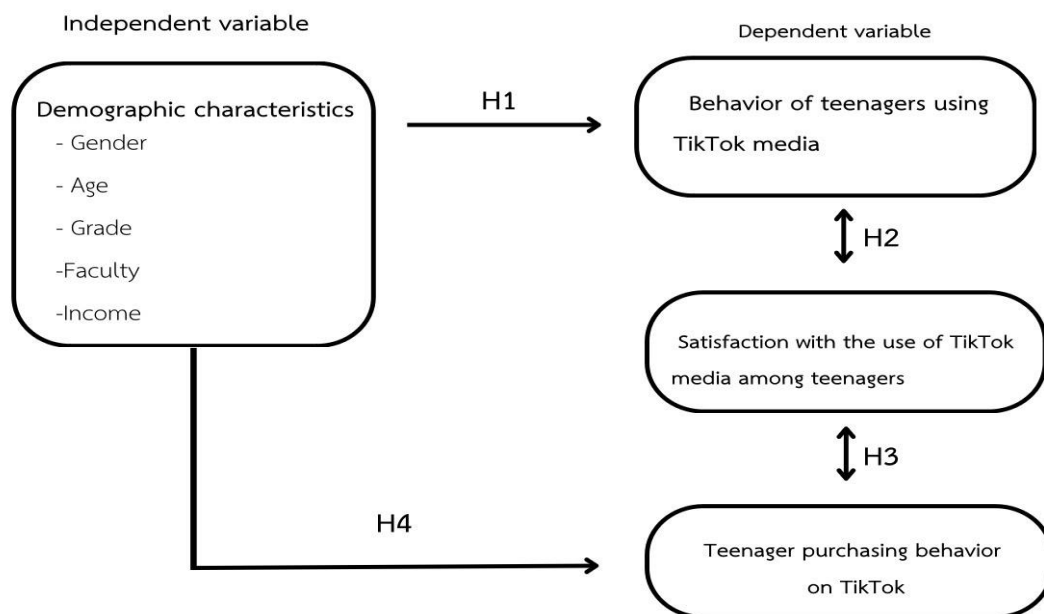 Independent variable
Demographic characteristics
- Gender
- Age
- Grade
-Faculty
-Income
H1
Dependent variable
Behavior of teenagers using
TikTok media
H2
Satisfaction with the use of TikTok
media among teenagers
H3
H4
Teenager purchasing behavior
on TikTok